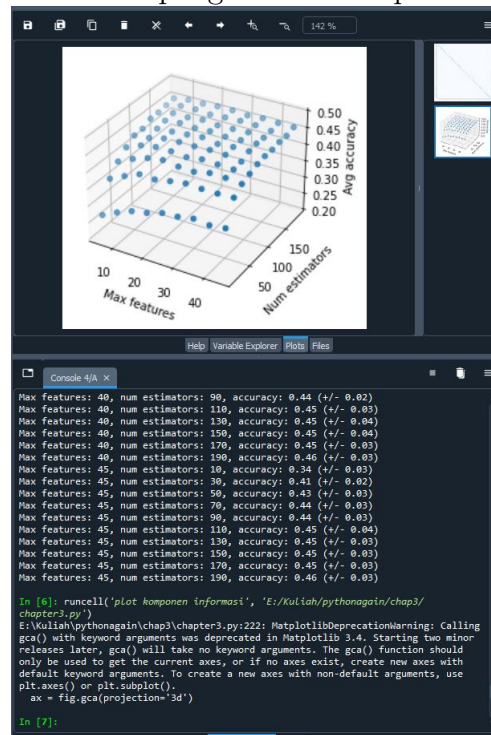 142 %
0.50
0.45
0.40
0.35
0.30
0.25
0.20
Avg accuracy
150
100
50
Num estimators
10
20
30
40
Max features
Help Variable Explorer Plots Files
Console 4/A
Max features: 40, num estimators: 90, accuracy: 0.44 (+/- 0.02)
Max features: 40, num estimators: 110, accuracy: 0.45 (+/- 0.03)
Max features: 40, num estimators: 130, accuracy: 0.45 (+/- 0.04)
Max features: 40, num estimators: 150, accuracy: 0.45 (+/- 0.04)
Max features: 40, num estimators: 170, accuracy: 0.45 (+/- 0.03)
Max features: 40, num estimators: 190, accuracy: 0.46 (+/- 0.03)
Max features: 45, num estimators: 10, accuracy: 0.34 (+/- 0.03)
Max features: 45, num estimators: 30, accuracy: 0.41 (+/- 0.02)
Max features: 45, num estimators: 50, accuracy: 0.43 (+/- 0.03)
Max features: 45, num estimators: 70, accuracy: 0.44 (+/- 0.03)
Max features: 45, num estimators: 90, accuracy: 0.44 (+/- 0.03)
Max features: 45, num estimators: 110, accuracy: 0.45 (+/- 0.04)
Max features: 45, num estimators: 130, accuracy: 0.45 (+/- 0.03)
Max features: 45, num estimators: 150, accuracy: 0.45 (+/- 0.03)
Max features: 45, num estimators: 170, accuracy: 0.45 (+/- 0.03)
Max features: 45, num estimators: 190, accuracy: 0.46 (+/- 0.03)
In [6]: runcell('plot komponen informasi', 'E:/Kuliah/pythonagain/chap3/
chapter3.py')
E:\Kuliah\pythonagain\chap3\chapter3.py:222: MatplotlibDeprecationWarning: Calling
gca() with keyword arguments was deprecated in Matplotlib 3.4. Starting two minor
releases later, gca() will take no keyword arguments. The gca() function should
only be used to get the current axes, or if no axes exist, create new axes with
default keyword arguments. To create a new axes with non-default arguments, use
plt.axes() or plt.subplot().
ax = fig.gca(projection='3d')
In [7]: